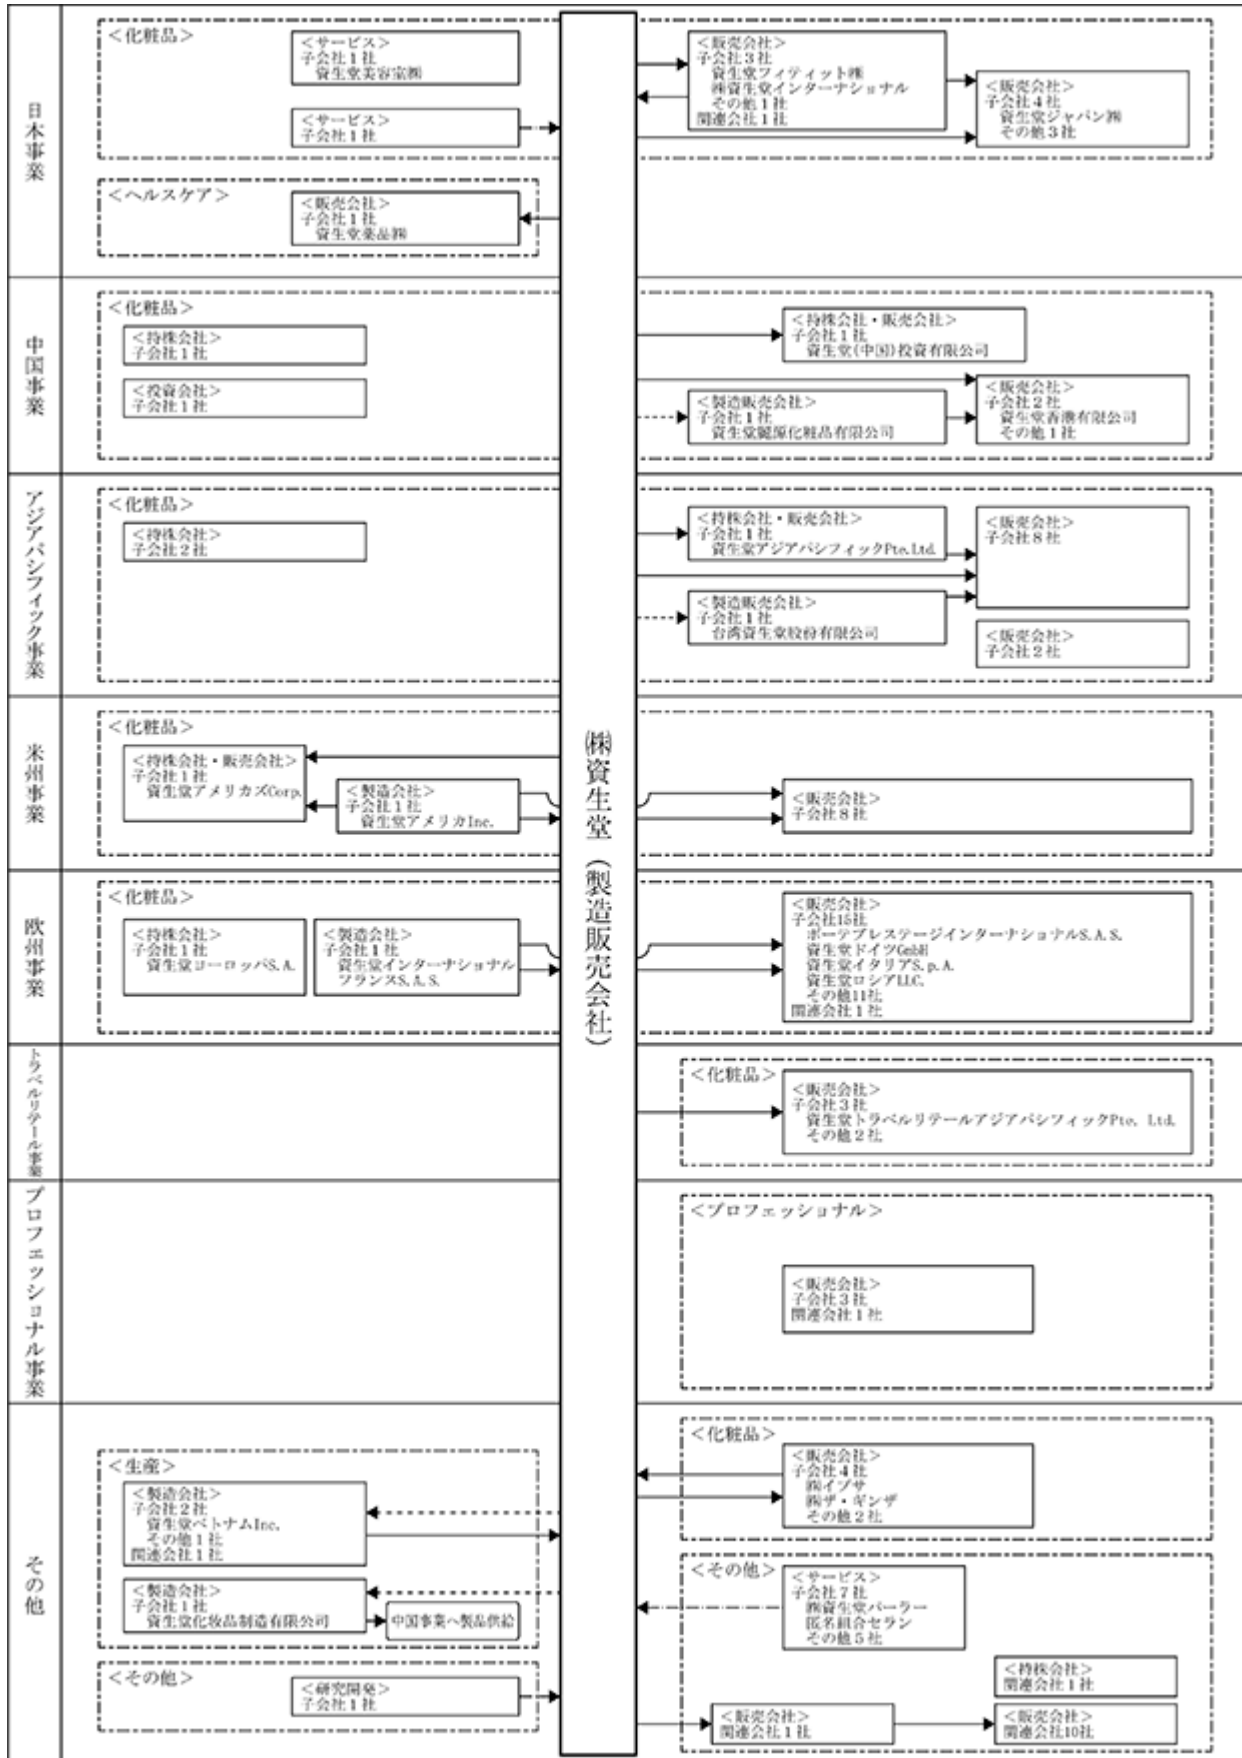 日本事業
＜化粧品＞
＜サービス＞
子会社１社
資生堂美容室㈱
＜サービス＞
子会社１社
＜販売会社＞
子会社３社
資生堂フィティット㈱
㈱資生堂インターナショナル
その他１社
関連会社１社
＜販売会社＞
子会社４社
資生堂ジャパン㈱
その他３社
＜ヘルスケア＞
＜販売会社＞
子会社１社
資生堂薬品㈱
中国事業
＜化粧品＞
＜持株会社＞
子会社１社
＜投資会社＞
子会社１社
＜持株会社・販売会社＞
子会社１社
資生堂(中国)投資有限公司
＜製造販売会社＞
子会社１社
資生堂麗源化粧品有限公司
＜販売会社＞
子会社２社
資生堂香港有限公司
その他１社
アジアパシフィック事業
＜化粧品＞
＜持株会社＞
子会社２社
＜持株会社・販売会社＞
子会社１社
資生堂アジアパシフィックPte.Ltd.
＜製造販売会社＞
子会社１社
台湾資生堂股份有限公司
＜販売会社＞
子会社８社
＜販売会社＞
子会社２社
米州事業
＜化粧品＞
＜持株会社・販売会社＞
子会社１社
資生堂アメリカズCorp.
＜製造会社＞
子会社１社
資生堂アメリカInc.
＜販売会社＞
子会社８社
㈱資生堂（製造販売会社）
欧州事業
＜化粧品＞
＜持株会社＞
子会社１社
資生堂ヨーロッパS.A.
＜製造会社＞
子会社１社
資生堂インターナショナル
フランスS.A.S.
＜販売会社＞
子会社15社
ボーテプレステージインターナショナルS.A.S.
資生堂ドイツGmbH
資生堂イタリアS.p.A.
資生堂ロシアLLC.
その他11社
関連会社１社
トラベルリテール事業
＜化粧品＞
＜販売会社＞
子会社３社
資生堂トラベルリテールアジアパシフィックPte. Ltd.
その他２社
プロフェッショナル事業
＜プロフェッショナル＞
＜販売会社＞
子会社３社
関連会社１社
その他
＜生産＞
＜製造会社＞
子会社２社
資生堂ベトナムInc.
その他１社
関連会社１社
＜製造会社＞
子会社１社
資生堂化妆品制造有限公司
中国事業へ製品供給
＜その他＞
＜研究開発＞
子会社１社
＜化粧品＞
＜販売会社＞
子会社４社
㈱イプサ
㈱ザ・ギンザ
その他２社
＜その他＞
＜サービス＞
子会社７社
㈱資生堂パーラー
匿名組合セラン
その他５社
＜持株会社＞
関連会社１社
＜販売会社＞
関連会社１社
＜販売会社＞
関連会社10社